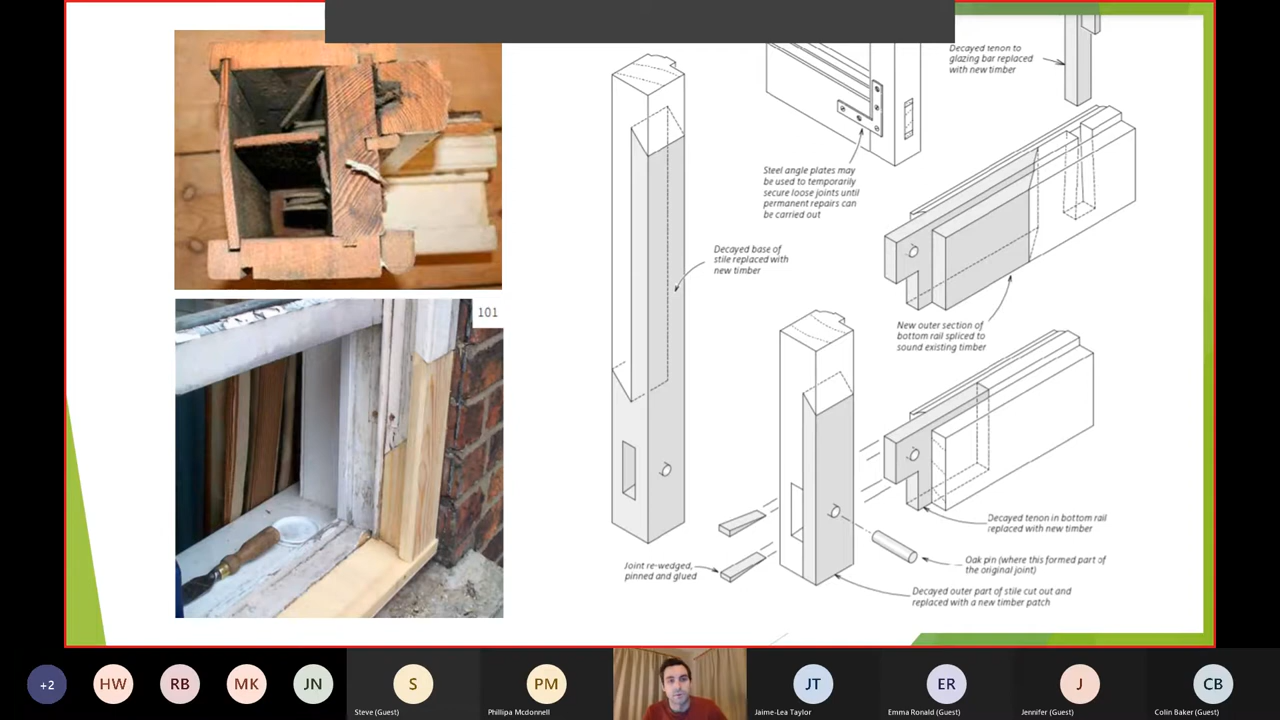 Decayed tenon to
glazing bar replaced
with new timber
Steel angle plates may
be used to temporarily
secure loose joints until
permanent repairs can
be carried out
Decayed base of
stile replaced with
new timber
101
New outer section of
bottom rail spliced to
sound existing timber
Decayed tenon in bottom rail
replaced with new timber
Joint re-wedged,
pinned and glued
Oak pin (where this formed part of
the original joint)
Decayed outer part of stile cut out and
replaced with a new timber patch
+2
HW
RB
MK
JN
S
Steve (Guest)
PM
Phillipa Mcdonnell
JT
Jaime-Lea Taylor
ER
Emma Ronald (Guest)
J
Jennifer (Guest)
CB
Colin Baker (Guest)